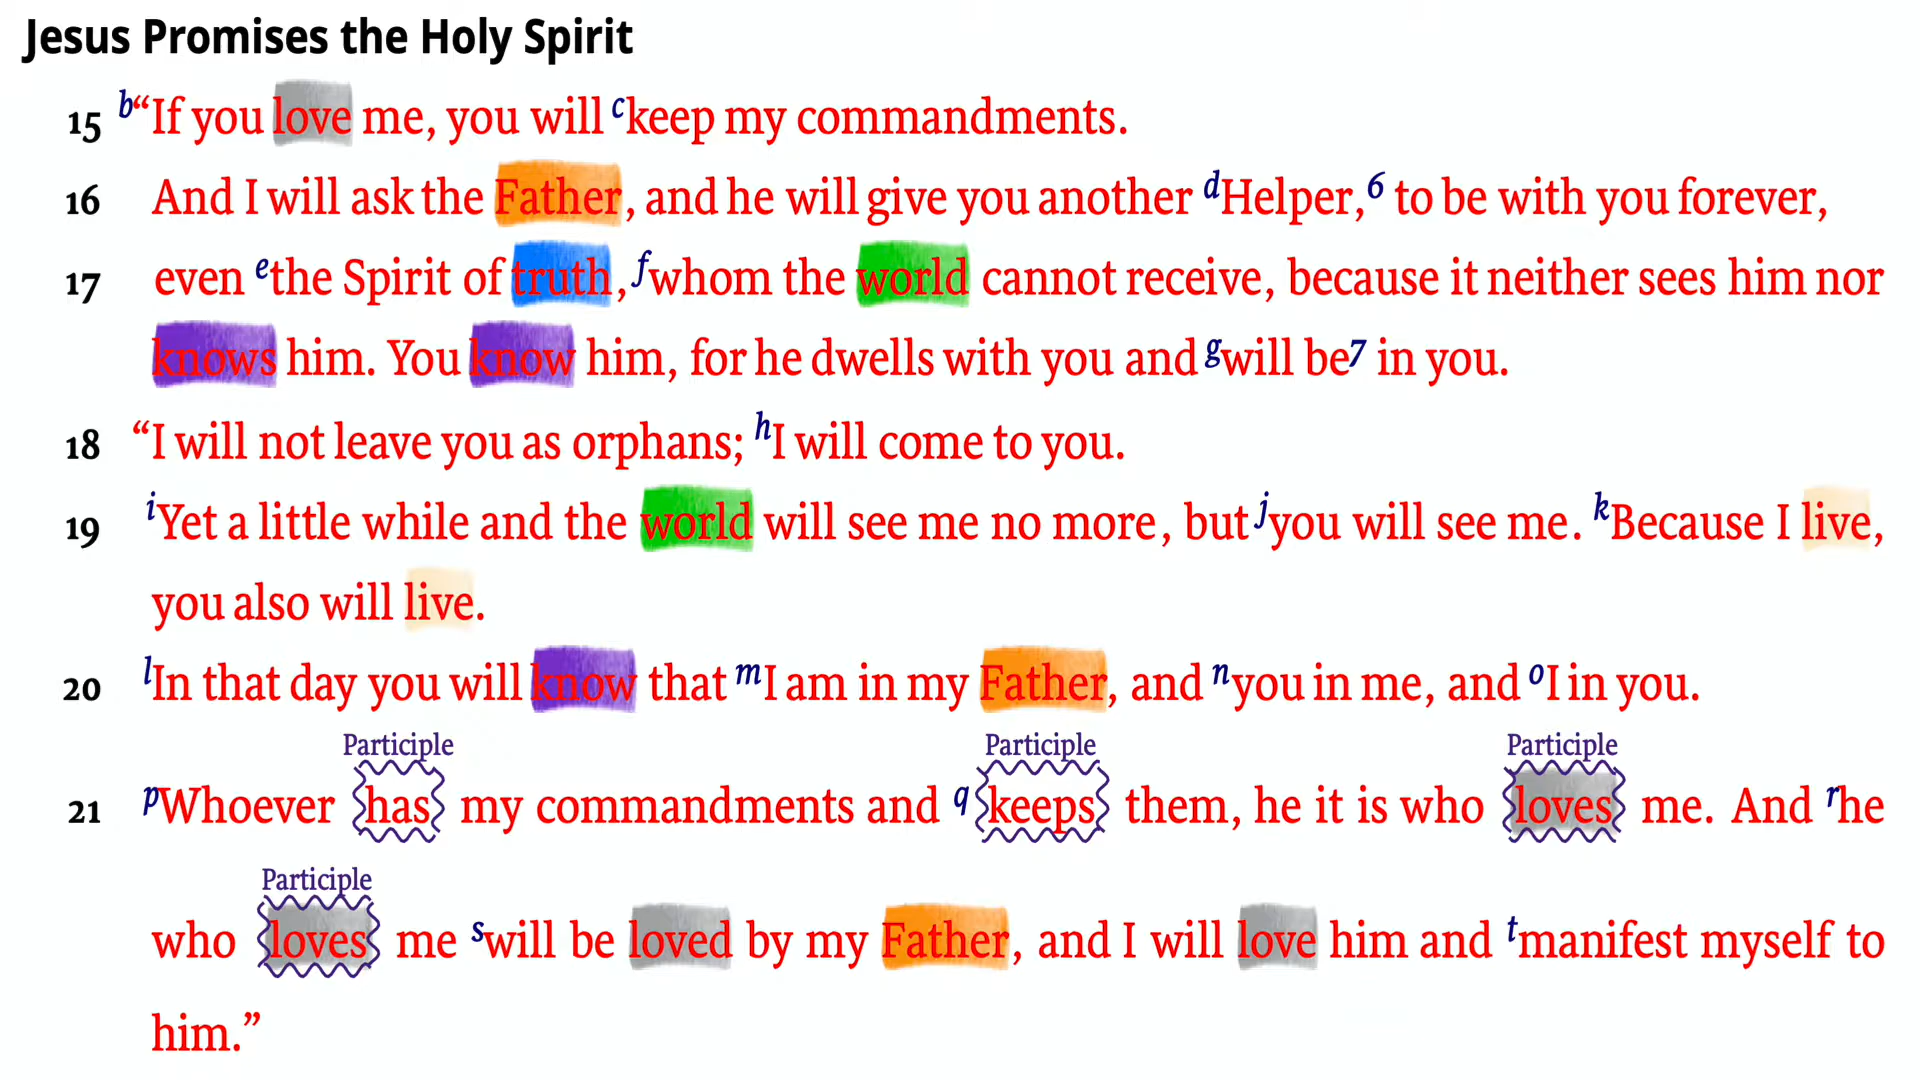 Jesus Promises the Holy Spirit
15 b“If you love me, you will ckeep my commandments.
16 And I will ask the Father, and he will give you another dHelper,6 to be with you forever,
17 even ethe Spirit of truth, fwhom the world cannot receive, because it neither sees him nor
knows him. You know him, for he dwells with you and gwill be7 in you.
18 “I will not leave you as orphans; hI will come to you.
19 iYet a little while and the world will see me no more, but jyou will see me. kBecause I live,
you also will live.
20 lIn that day you will know that mI am in my Father, and nyou in me, and oI in you.
Participle Participle Participle
21 pWhoever has my commandments and qkeeps them, he it is who loves me. And rhe
Participle
who loves me swill be loved by my Father, and I will love him and tmanifest myself to
him.”